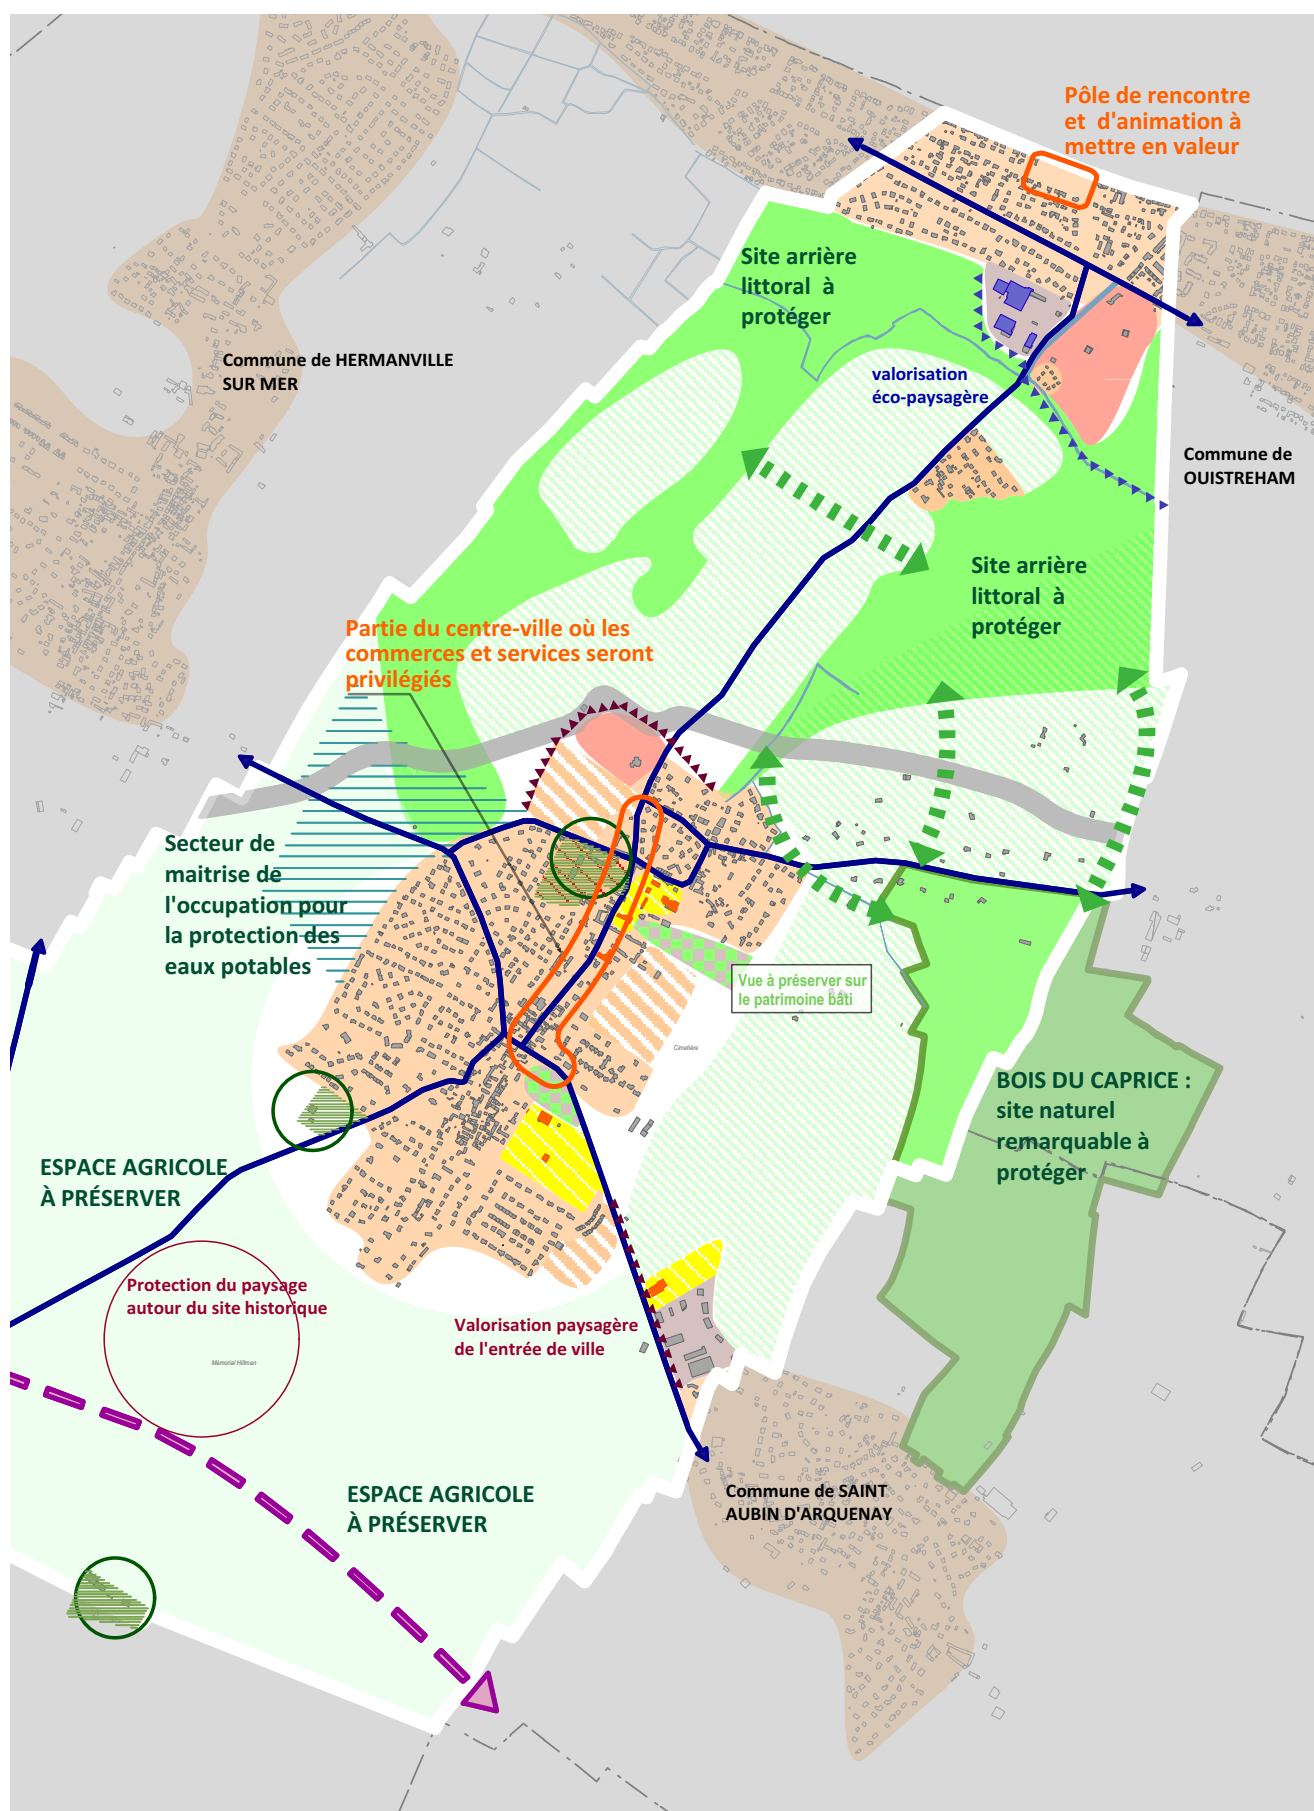 Pôle de rencontre
et d'animation à
mettre en valeur
Site arrière
littoral à
protéger
Commune de HERMANVILLE
SUR MER
valorisation
éco-paysagère
Commune de
OUISTREHAM
Site arrière
littoral à
protéger
Partie du centre-ville où les
commerces et services seront
privilégiés
Secteur de
maitrise de
l'occupation pour
la protection des
eaux potables
Vue à préserver sur
le patrimoine bâti
Cimetière
BOIS DU CAPRICE :
site naturel
remarquable à
protéger
ESPACE AGRICOLE
À PRÉSERVER
Protection du paysage
autour du site historique
Mémorial Hillman
Valorisation paysagère
de l'entrée de ville
ESPACE AGRICOLE
À PRÉSERVER
Commune de SAINT
AUBIN D'ARQUENAY